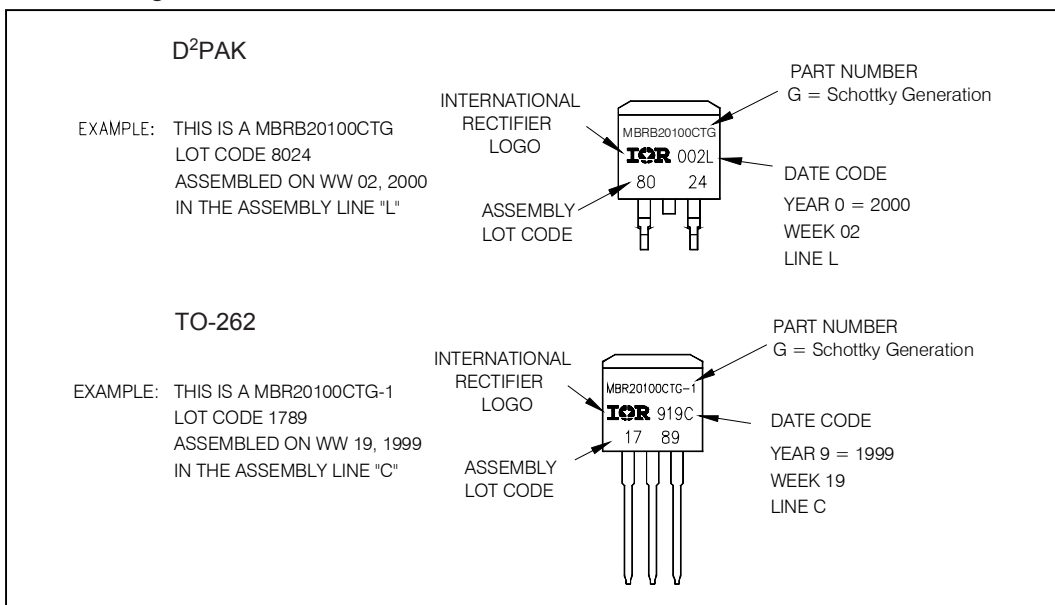 D²PAK
EXAMPLE: THIS IS A MBRB20100CTG
LOT CODE 8024
ASSEMBLED ON WW 02, 2000
IN THE ASSEMBLY LINE "L"
INTERNATIONAL
RECTIFIER
LOGO
ASSEMBLY
LOT CODE
MBRB20100CTG
IOR 002L
80 24
PART NUMBER
G = Schottky Generation
DATE CODE
YEAR 0 = 2000
WEEK 02
LINE L
TO-262
EXAMPLE: THIS IS A MBR20100CTG-1
LOT CODE 1789
ASSEMBLED ON WW 19, 1999
IN THE ASSEMBLY LINE "C"
INTERNATIONAL
RECTIFIER
LOGO
ASSEMBLY
LOT CODE
MBR20100CTG-1
IOR 919C
17 89
PART NUMBER
G = Schottky Generation
DATE CODE
YEAR 9 = 1999
WEEK 19
LINE C